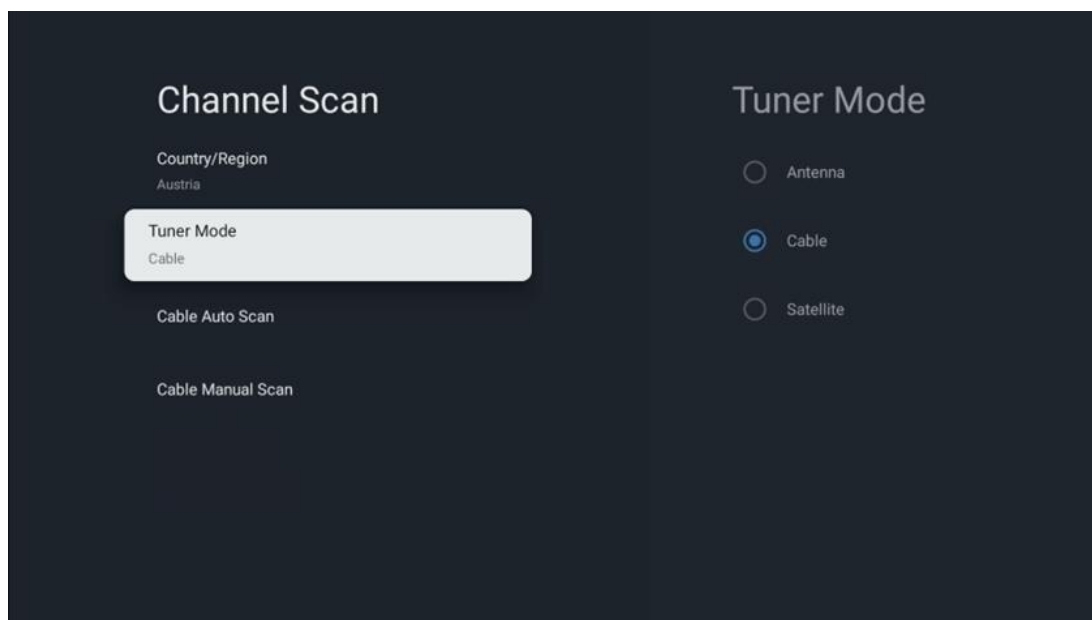 Channel Scan
Country/Region
Austria
Tuner Mode
Cable
Cable Auto Scan
Cable Manual Scan
Tuner Mode
Antenna
Cable
Satellite